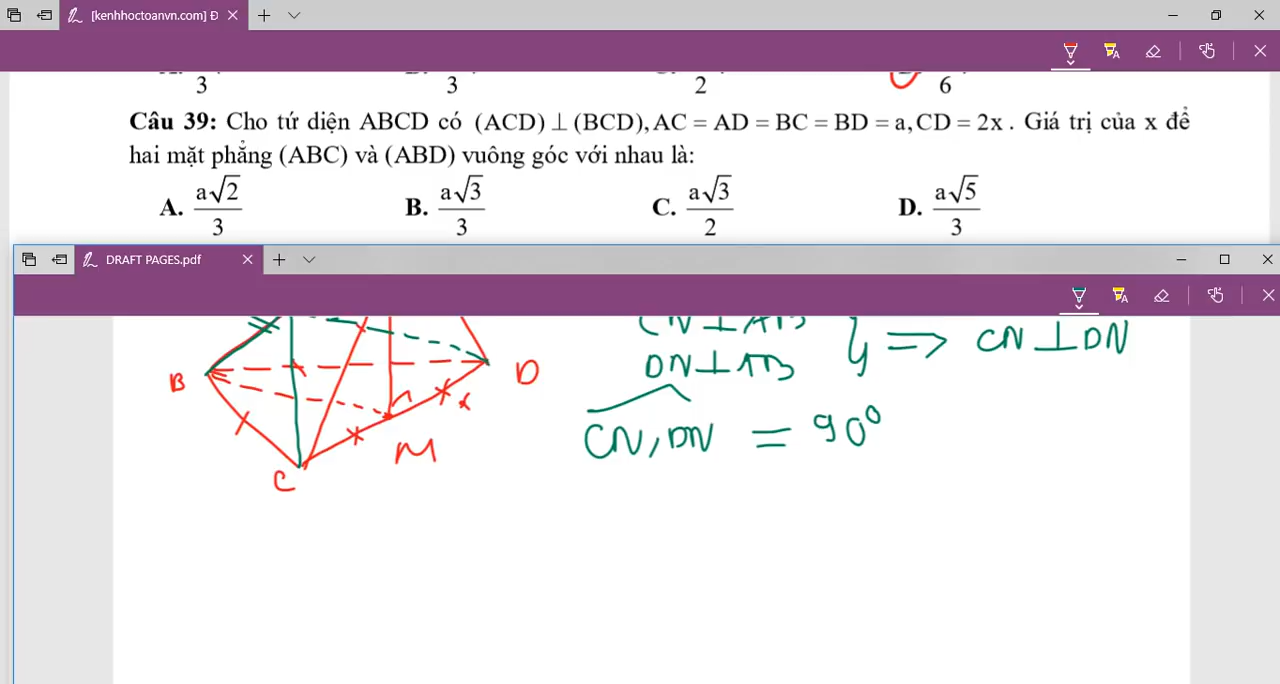 [kenhhoctoanvn.com] Đ
3 3 2 6
Câu 39: Cho tứ diện ABCD có (ACD) ⊥ (BCD), AC = AD = BC = BD = a, CD = 2x . Giá trị của x để
hai mặt phẳng (ABC) và (ABD) vuông góc với nhau là:
A. a√2/3 B. a√3/3 C. a√3/2 D. a√5/3
DRAFT PAGES.pdf
CN ⊥ AB
DN ⊥ AB } => CN ⊥ DN
B D x
CN, DN = 90°
M
C